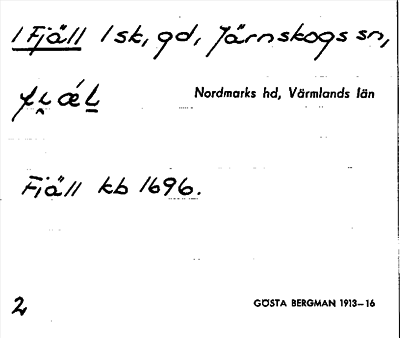 1 Fjäll 1 sk, gd, Järnskogs sn,
Nordmarks hd, Värmlands län
Fjäll kb 1696.
2
GÖSTA BERGMAN 1913–16